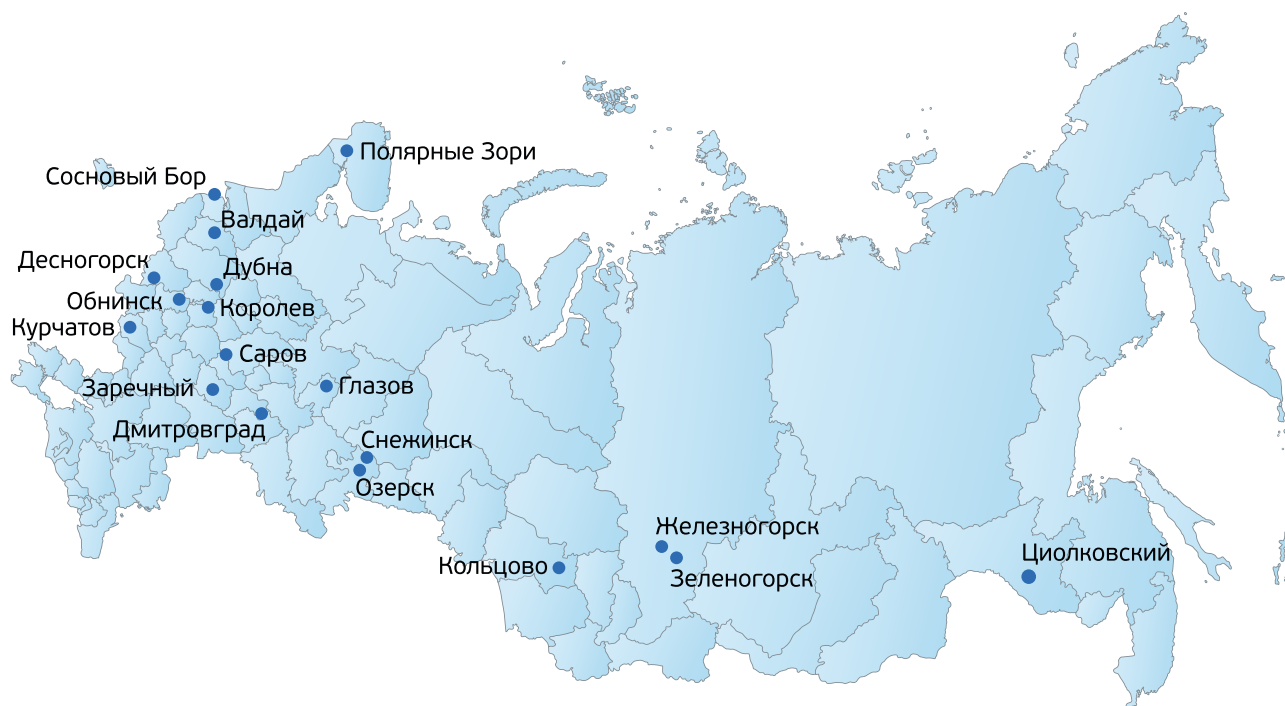 Полярные Зори
Сосновый Бор
Валдай
Десногорск
Дубна
Обнинск
Королев
Курчатов
Саров
Заречный
Глазов
Дмитровград
Снежинск
Озерск
Железногорск
Кольцово
Зеленогорск
Циолковский